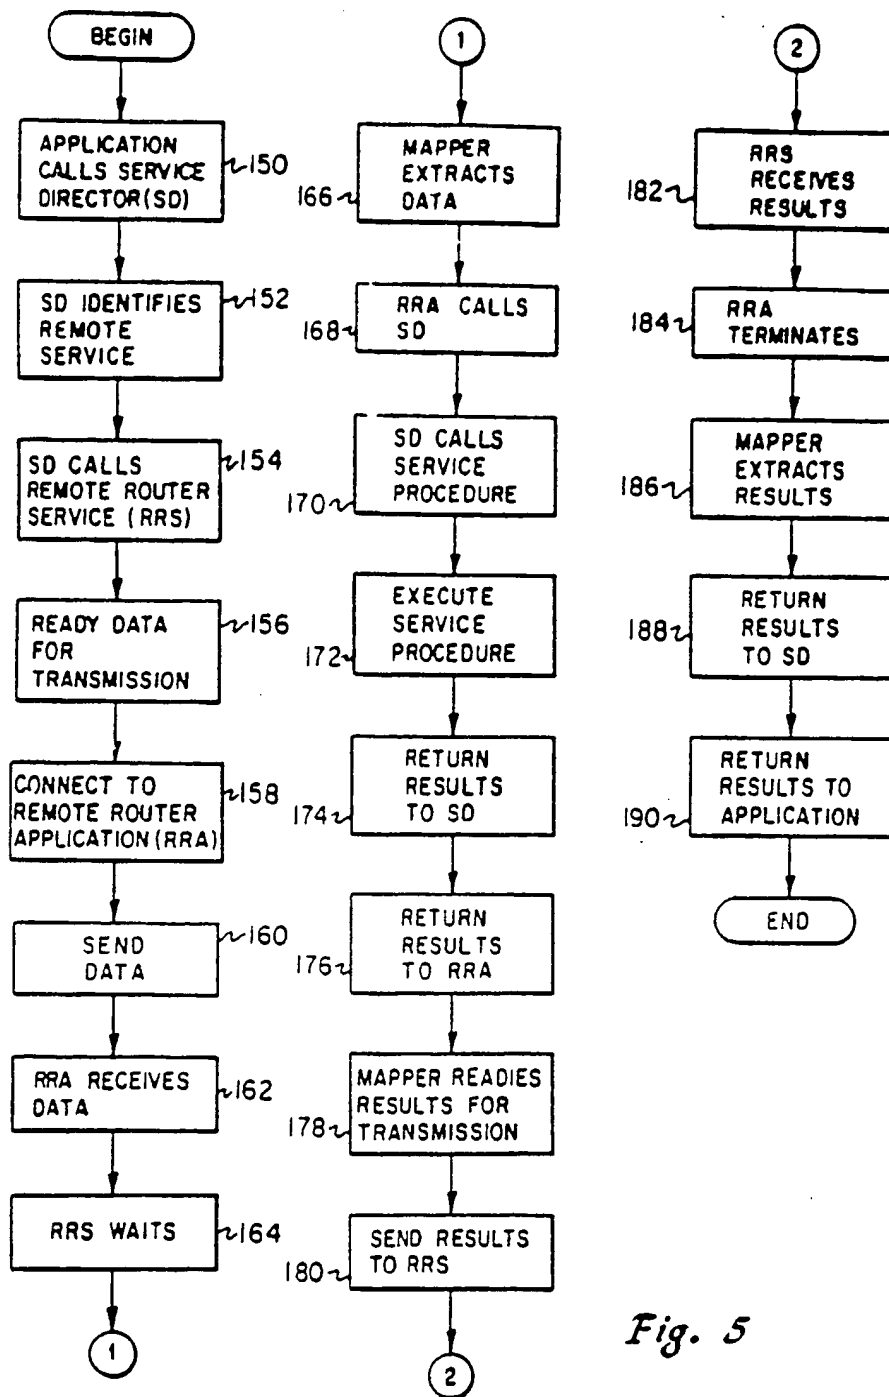 BEGIN
APPLICATION
CALLS SERVICE
DIRECTOR(SD)
150
SD IDENTIFIES
REMOTE
SERVICE
152
SD CALLS
REMOTE ROUTER
SERVICE (RRS)
154
READY DATA
FOR
TRANSMISSION
156
CONNECT TO
REMOTE ROUTER
APPLICATION(RRA)
158
SEND
DATA
160
RRA RECEIVES
DATA
162
RRS WAITS
164
1
1
MAPPER
EXTRACTS
DATA
166
RRA CALLS
SD
168
SD CALLS
SERVICE
PROCEDURE
170
EXECUTE
SERVICE
PROCEDURE
172
RETURN
RESULTS
TO SD
174
RETURN
RESULTS
TO RRA
176
MAPPER READIES
RESULTS FOR
TRANSMISSION
178
SEND RESULTS
TO RRS
180
2
2
RRS
RECEIVES
RESULTS
182
RRA
TERMINATES
184
MAPPER
EXTRACTS
RESULTS
186
RETURN
RESULTS
TO SD
188
RETURN
RESULTS TO
APPLICATION
190
END
Fig. 5